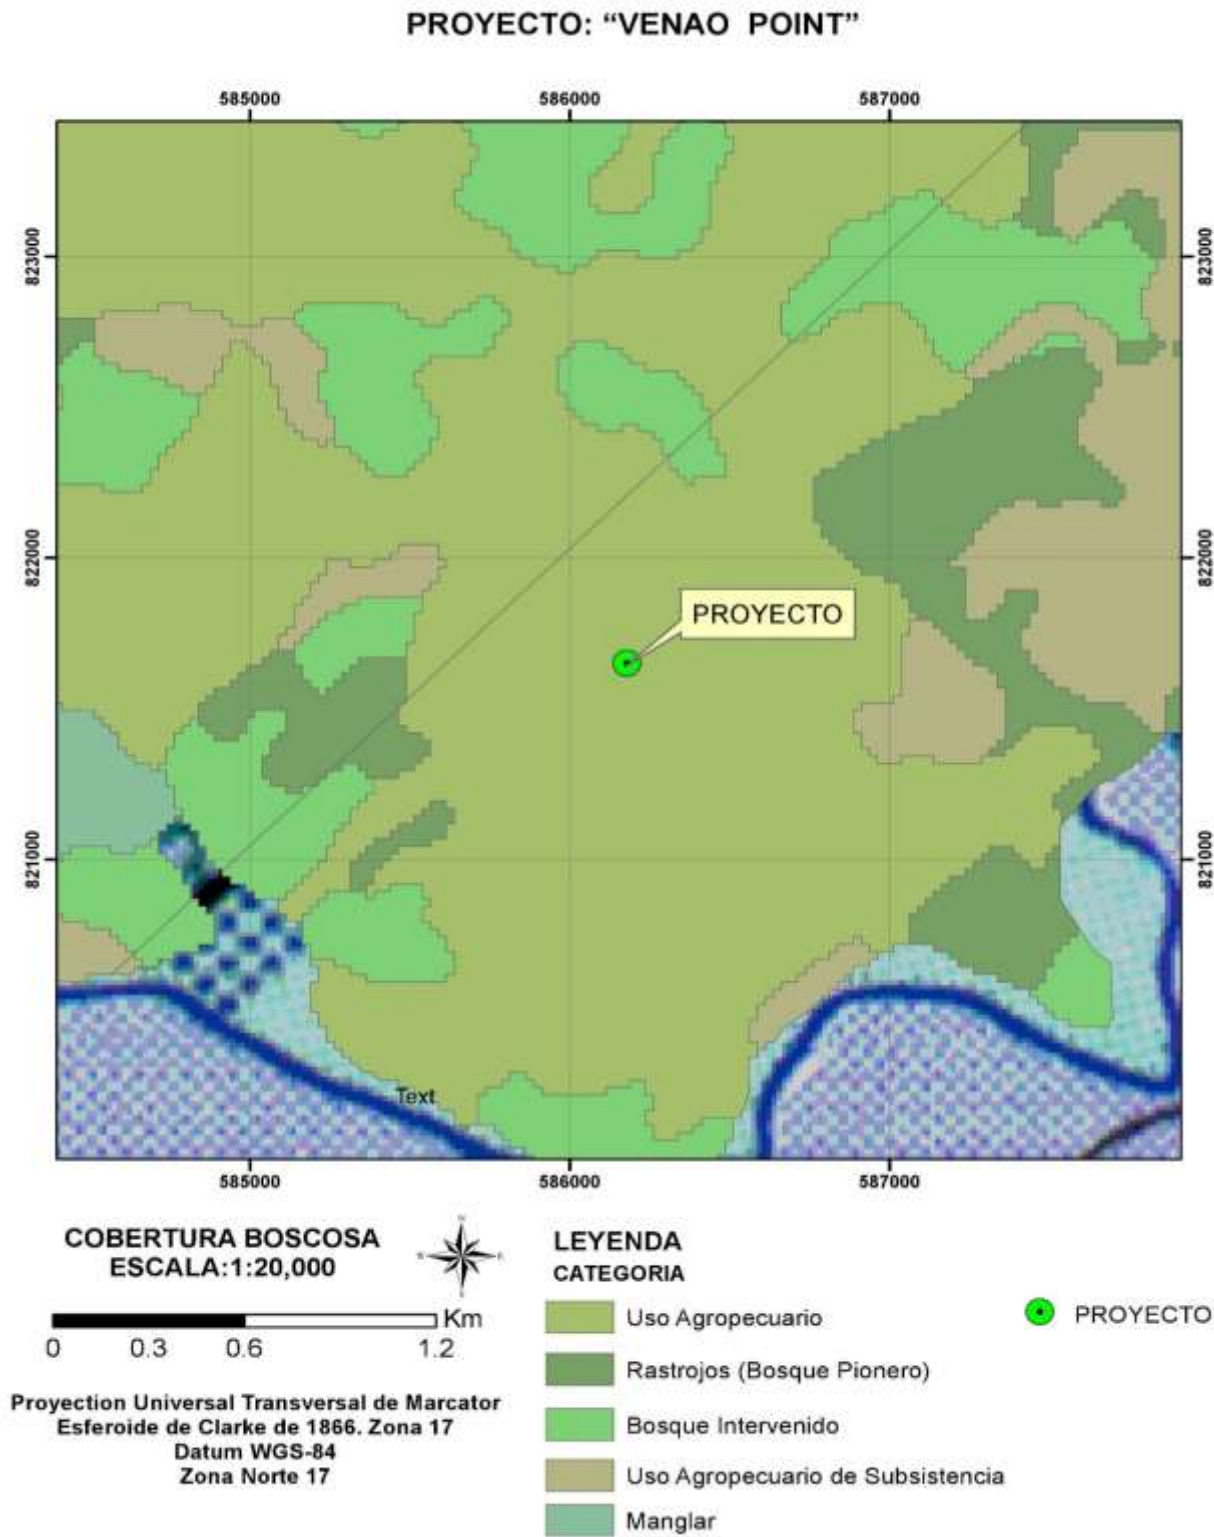 PROYECTO: “VENAO POINT”
585000 586000 587000
823000 823000
822000 822000
PROYECTO
821000 821000
Text
585000 586000 587000
COBERTURA BOSCOSA
ESCALA:1:20,000
N
W E
S
Km
0 0.3 0.6 1.2
Proyection Universal Transversal de Marcator
Esferoide de Clarke de 1866. Zona 17
Datum WGS-84
Zona Norte 17
LEYENDA
CATEGORIA
Uso Agropecuario
Rastrojos (Bosque Pionero)
Bosque Intervenido
Uso Agropecuario de Subsistencia
Manglar
PROYECTO